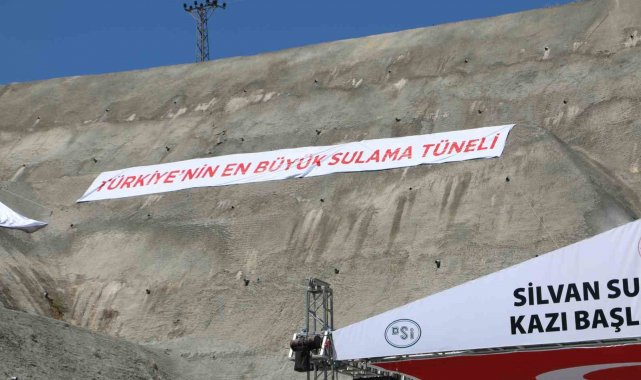 TÜRKİYE'NİN EN BÜYÜK SULAMA TÜNELİ
SİLVAN SU
KAZI BAŞL
DSİ